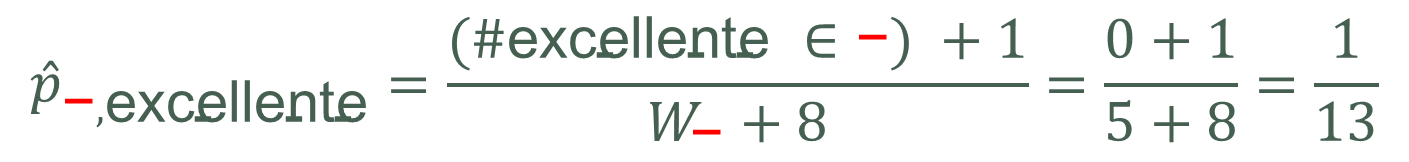 p̂₋,excellente = ((#excellente ∈ −) + 1) / (W₋ + 8) = (0 + 1) / (5 + 8) = 1 / 13